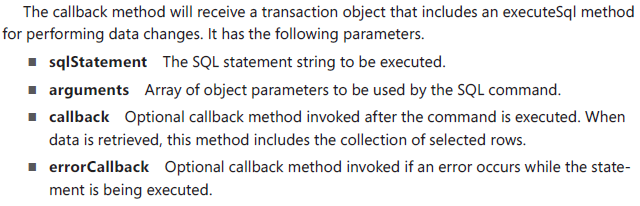 The callback method will receive a transaction object that includes an executeSql method
for performing data changes. It has the following parameters.
■ sqlStatement The SQL statement string to be executed.
■ arguments Array of object parameters to be used by the SQL command.
■ callback Optional callback method invoked after the command is executed. When
data is retrieved, this method includes the collection of selected rows.
■ errorCallback Optional callback method invoked if an error occurs while the state-
ment is being executed.